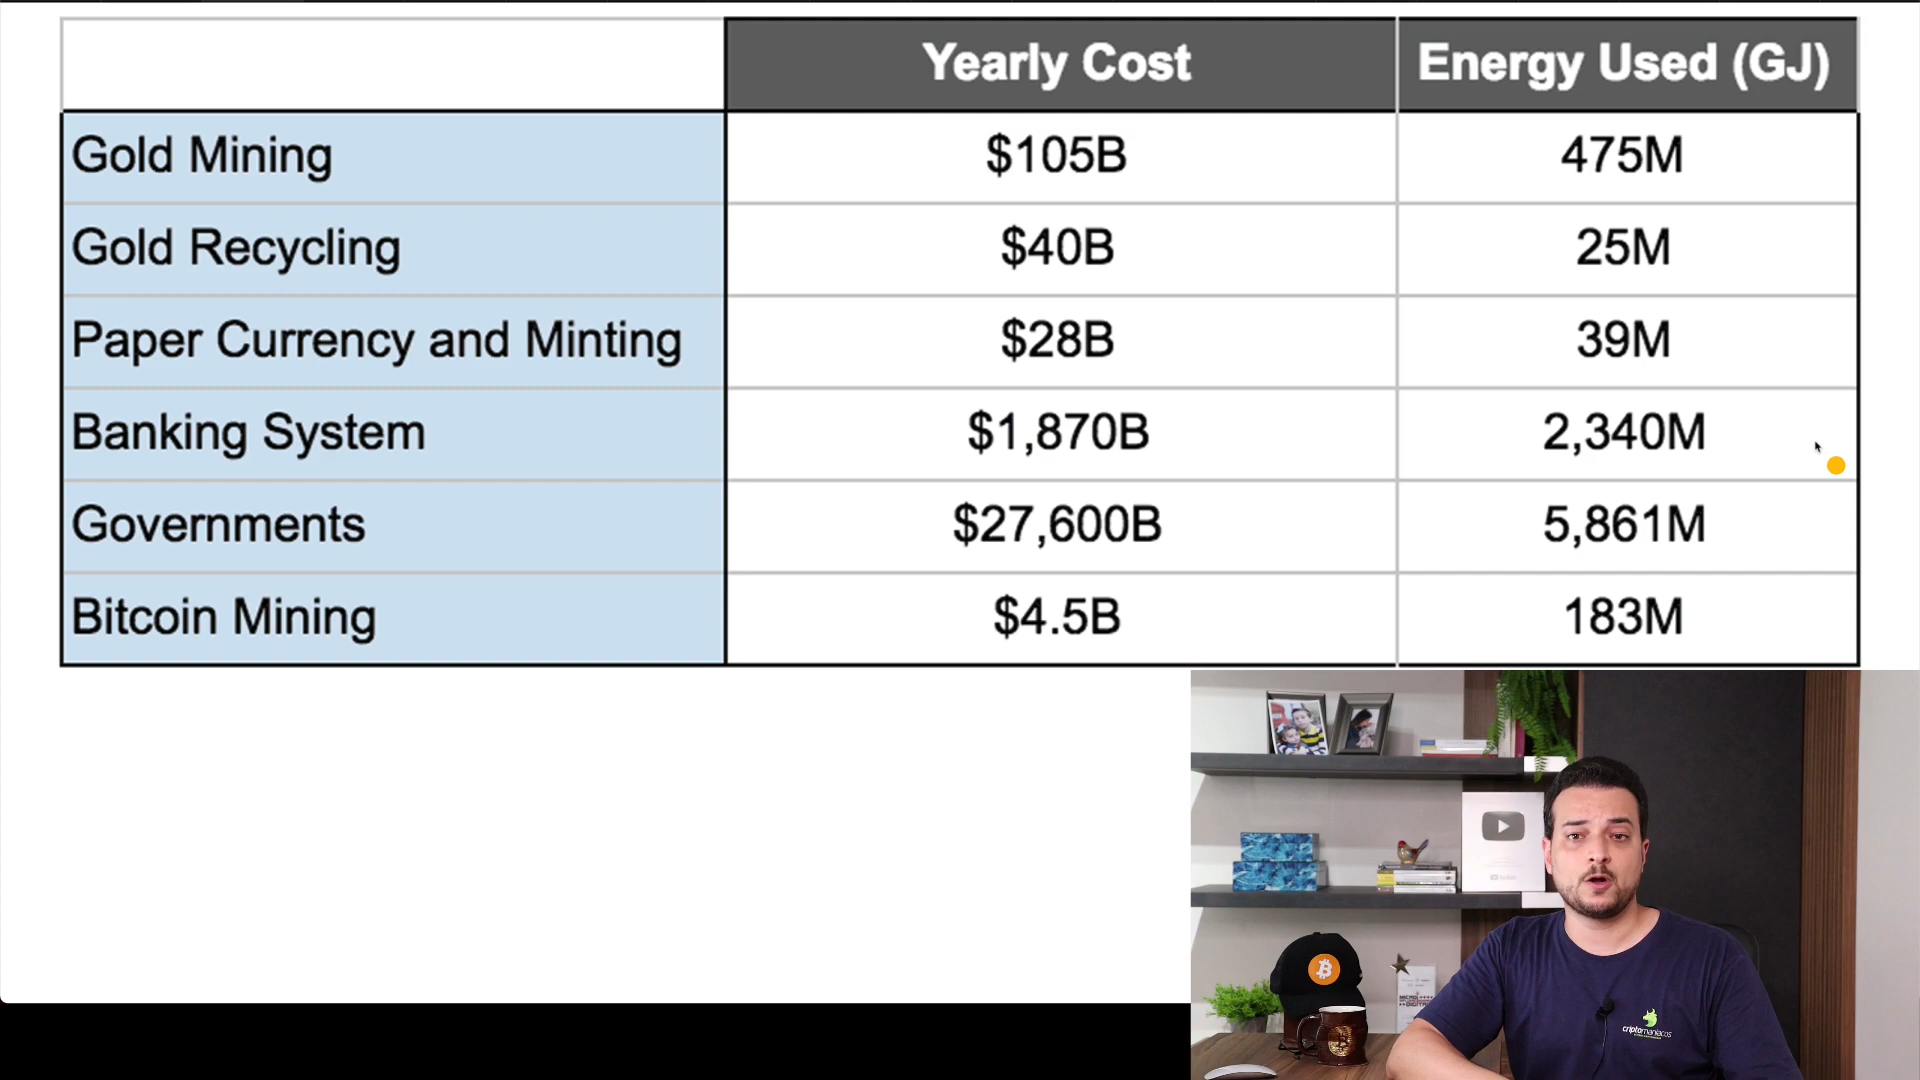 Yearly Cost Energy Used (GJ)
Gold Mining $105B 475M
Gold Recycling $40B 25M
Paper Currency and Minting $28B 39M
Banking System $1,870B 2,340M
Governments $27,600B 5,861M
Bitcoin Mining $4.5B 183M
criptomaniacos